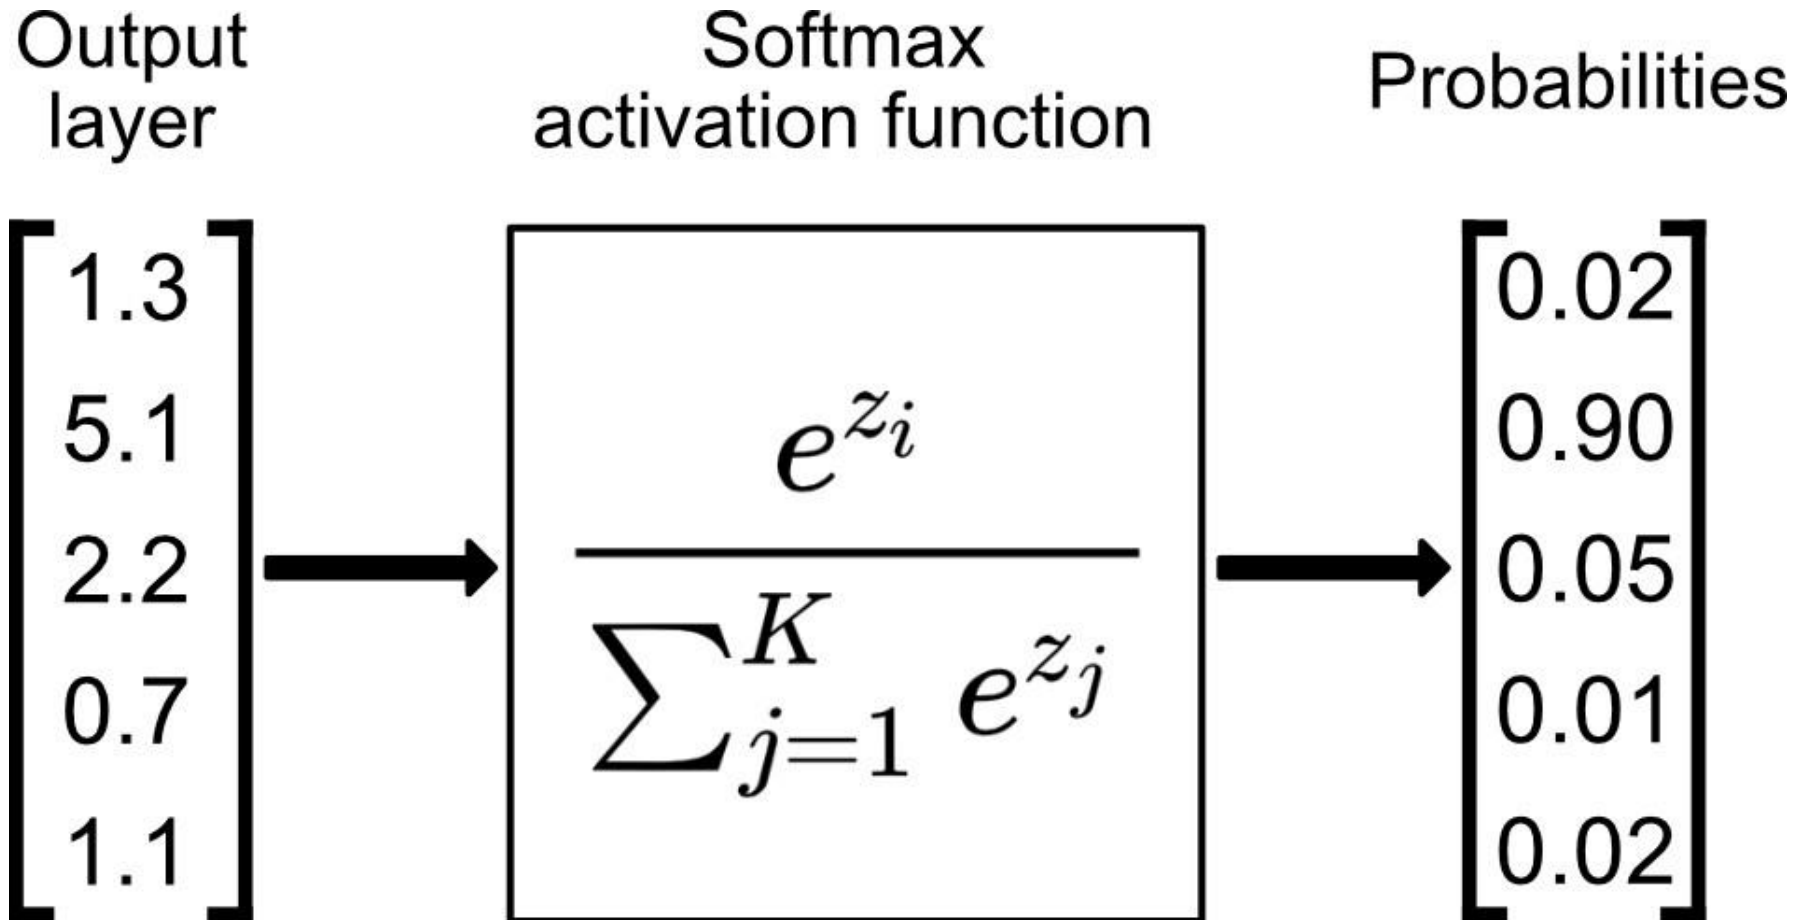 Output
layer
Softmax
activation function
Probabilities
1.3
5.1
2.2
0.7
1.1
e^{z_i}
∑_{j=1}^{K} e^{z_j}
0.02
0.90
0.05
0.01
0.02